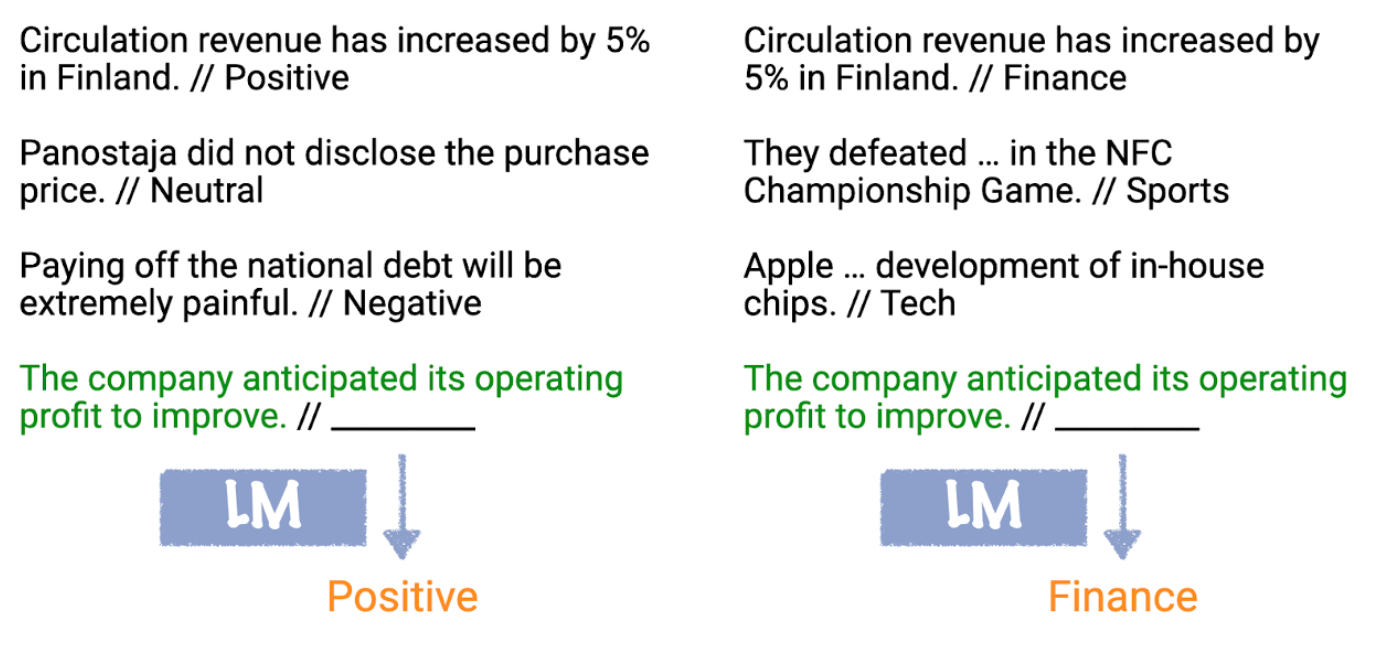 Circulation revenue has increased by 5%
in Finland. // Positive
Panostaja did not disclose the purchase
price. // Neutral
Paying off the national debt will be
extremely painful. // Negative
The company anticipated its operating
profit to improve. // ________
LM
Positive
Circulation revenue has increased by
5% in Finland. // Finance
They defeated ... in the NFC
Championship Game. // Sports
Apple ... development of in-house
chips. // Tech
The company anticipated its operating
profit to improve. // ________
LM
Finance